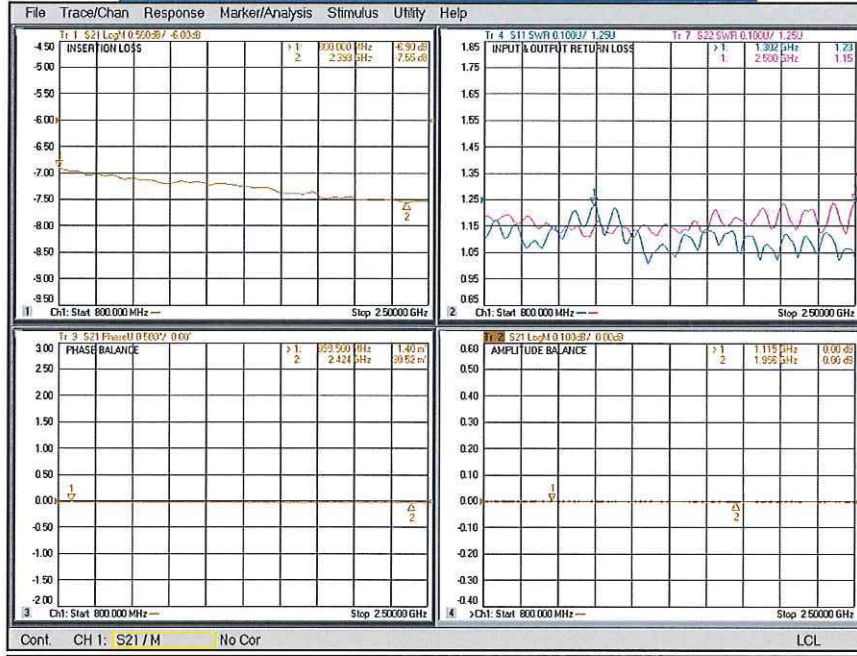 File Trace/Chan Response Marker/Analysis Stimulus Utility Help
Tr 1 S21 LogM 0.500dB/ -6.00dB
INSERTION LOSS
> 1: 800.000 MHz -6.90 dB
2: 2.393 GHz -7.55 dB
-4.50
-5.00
-5.50
-6.00
-6.50
-7.00
-7.50
-8.00
-8.50
-9.00
-9.50
1
2
1 Ch1: Start 800.000 MHz Stop 2.50000 GHz
Tr 4 S11 SWR 0.100U/ 1.25U Tr 7 S22 SWR 0.100U/ 1.25U
INPUT & OUTPUT RETURN LOSS
> 1: 1.302 GHz 1.23
1: 2.500 GHz 1.15
1.85
1.65
1.55
1.45
1.35
1.25
1.15
1.05
0.95
0.85
1
2 Ch1: Start 800.000 MHz Stop 2.50000 GHz
Tr 3 S21 PhaseU 0.500°/ 0.00°
PHASE BALANCE
> 1: 859.500 MHz 1.40 m°
2: 2.424 GHz
3.00
2.50
2.00
1.50
1.00
0.50
0.00
-0.50
-1.00
-1.50
-2.00
1
2
3 Ch1: Start 800.000 MHz Stop 2.50000 GHz
Tr 2 S21 LogM 0.100dB/ 0.00dB
AMPLITUDE BALANCE
> 1: 1.115 GHz 0.00 dB
2: 1.956 GHz 0.00 dB
0.60
0.50
0.40
0.30
0.20
0.10
0.00
-0.10
-0.20
-0.30
-0.40
1
2
4 >Ch1: Start 800.000 MHz Stop 2.50000 GHz
Cont. CH 1: S21 / M No Cor LCL